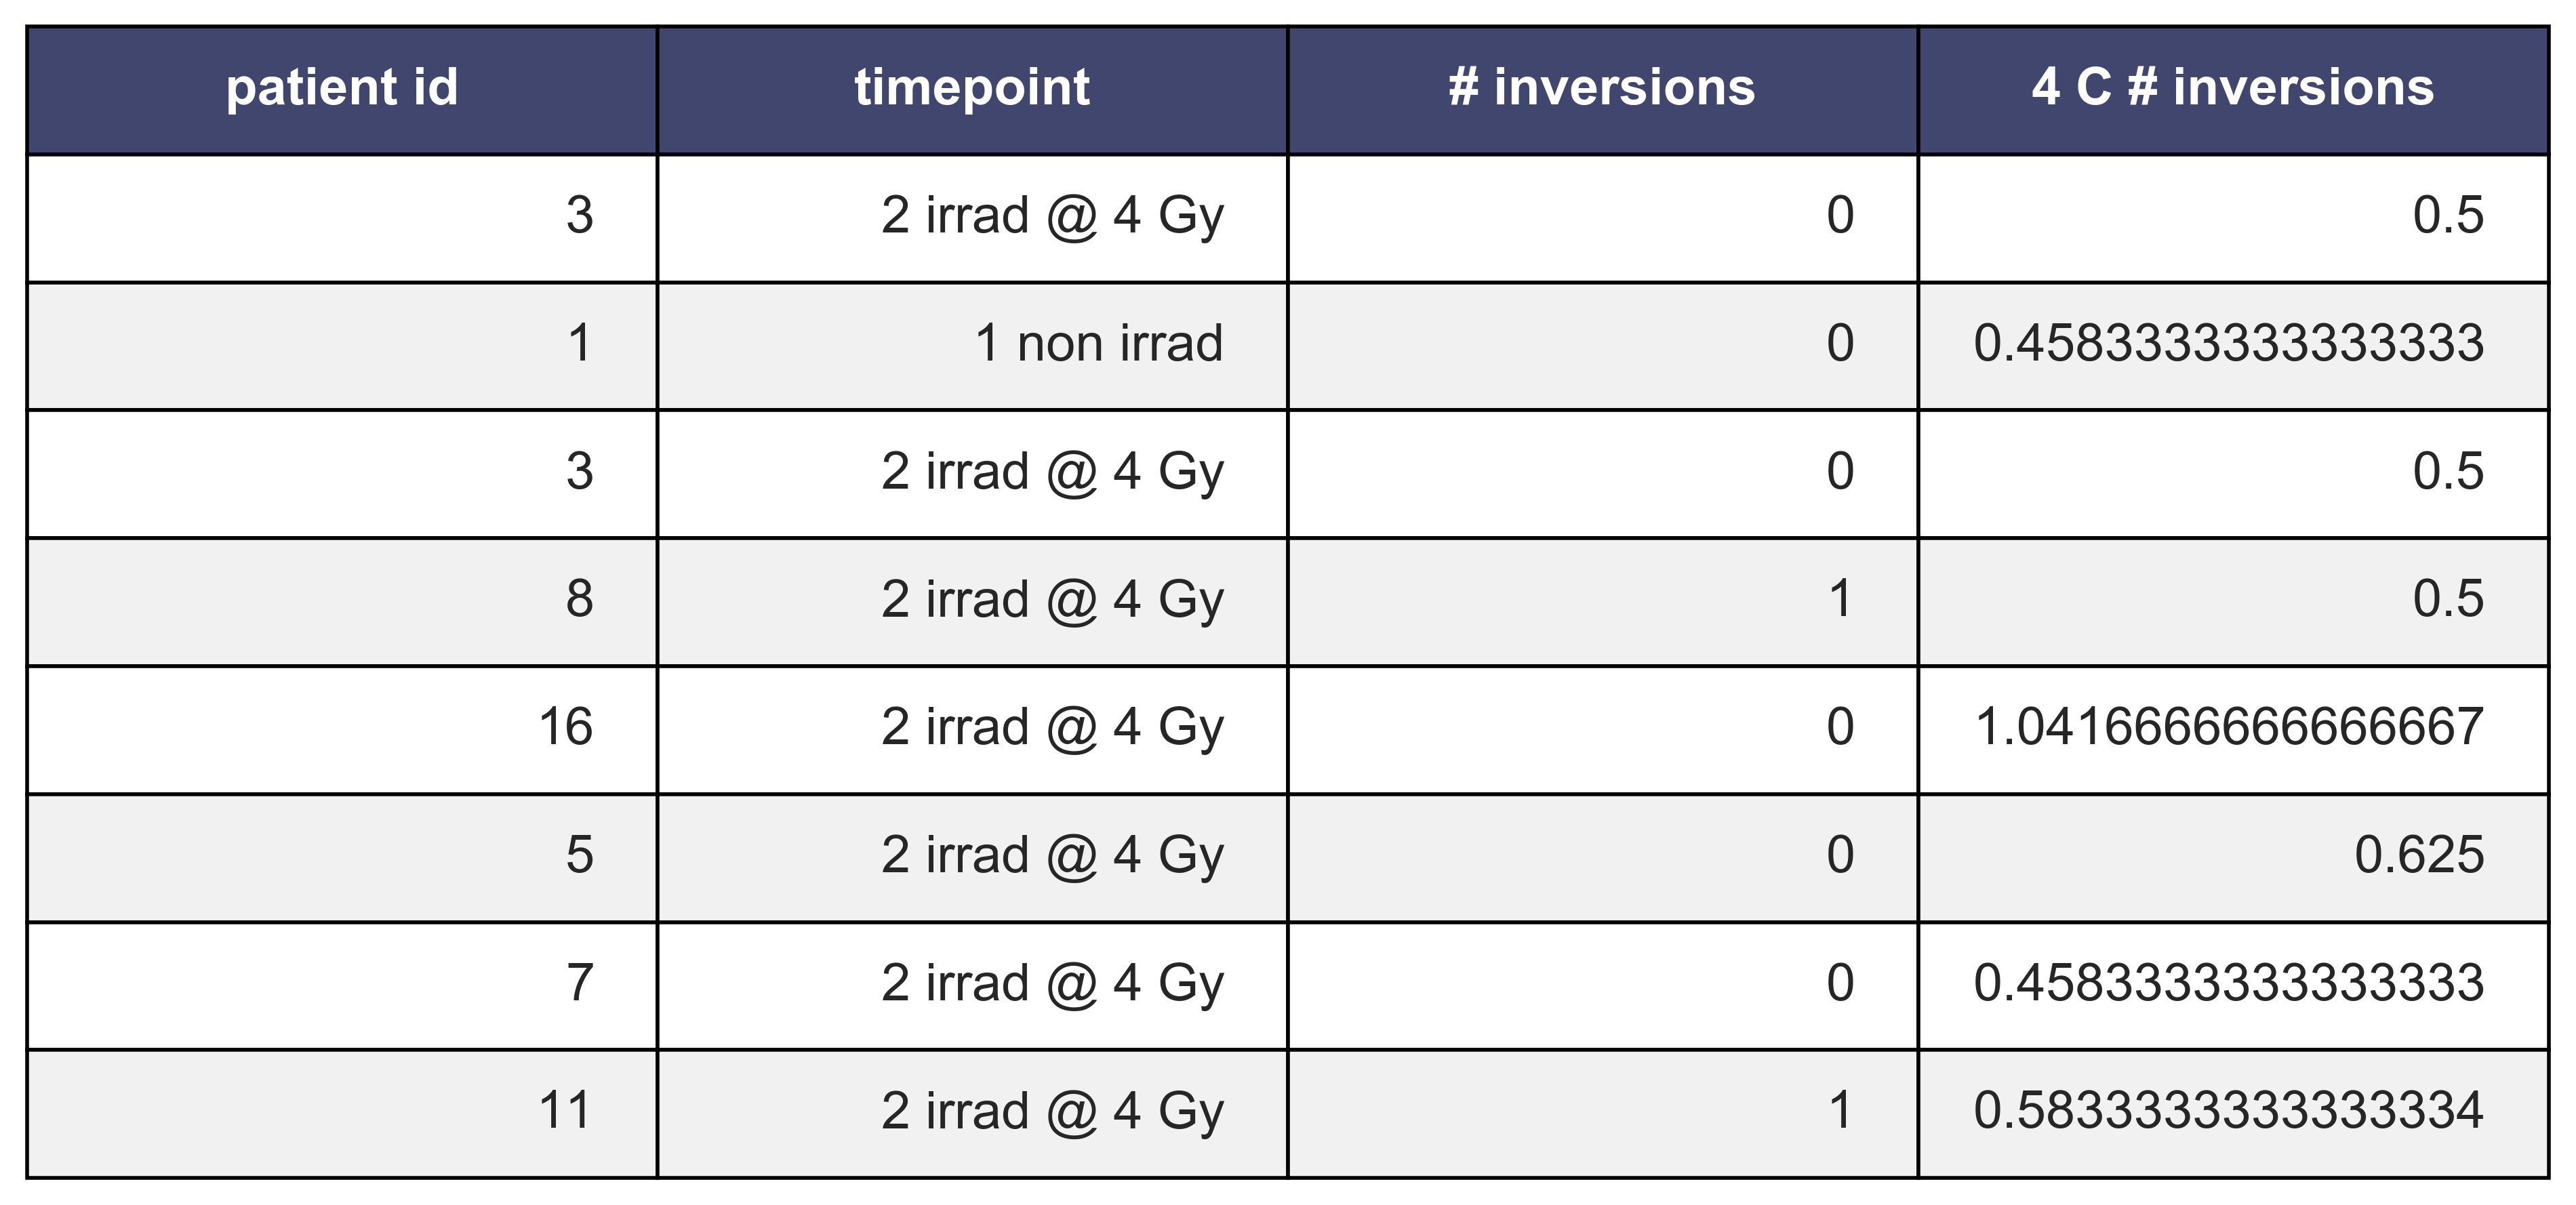 patient id timepoint # inversions 4 C # inversions
3 2 irrad @ 4 Gy 0 0.5
1 1 non irrad 0 0.4583333333333333
3 2 irrad @ 4 Gy 0 0.5
8 2 irrad @ 4 Gy 1 0.5
16 2 irrad @ 4 Gy 0 1.0416666666666667
5 2 irrad @ 4 Gy 0 0.625
7 2 irrad @ 4 Gy 0 0.4583333333333333
11 2 irrad @ 4 Gy 1 0.5833333333333334